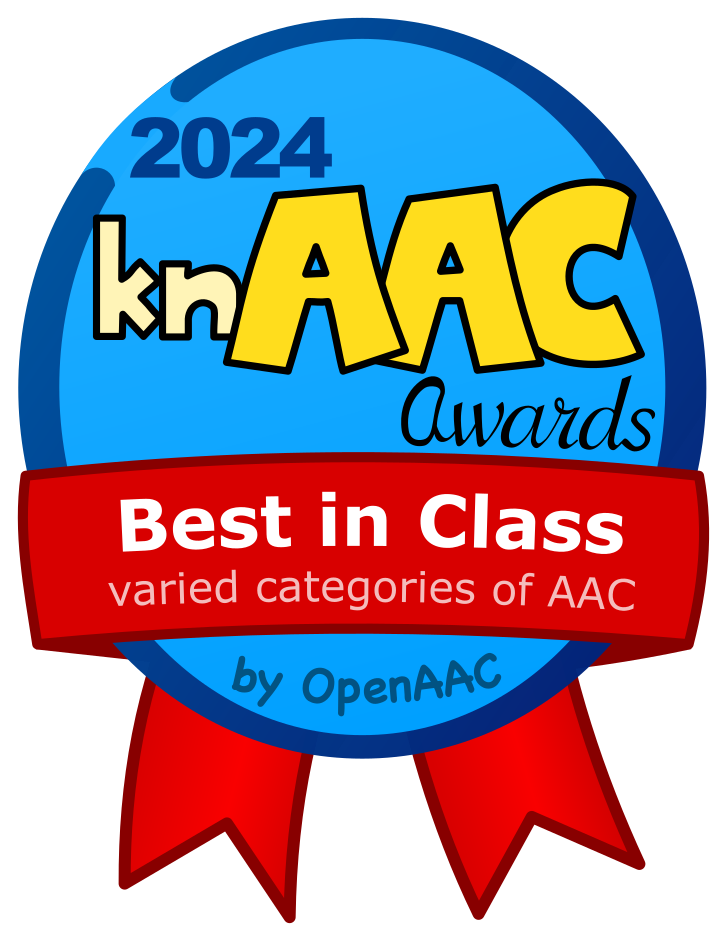 2024
knAAC
Awards
Best in Class
varied categories of AAC
by OpenAAC